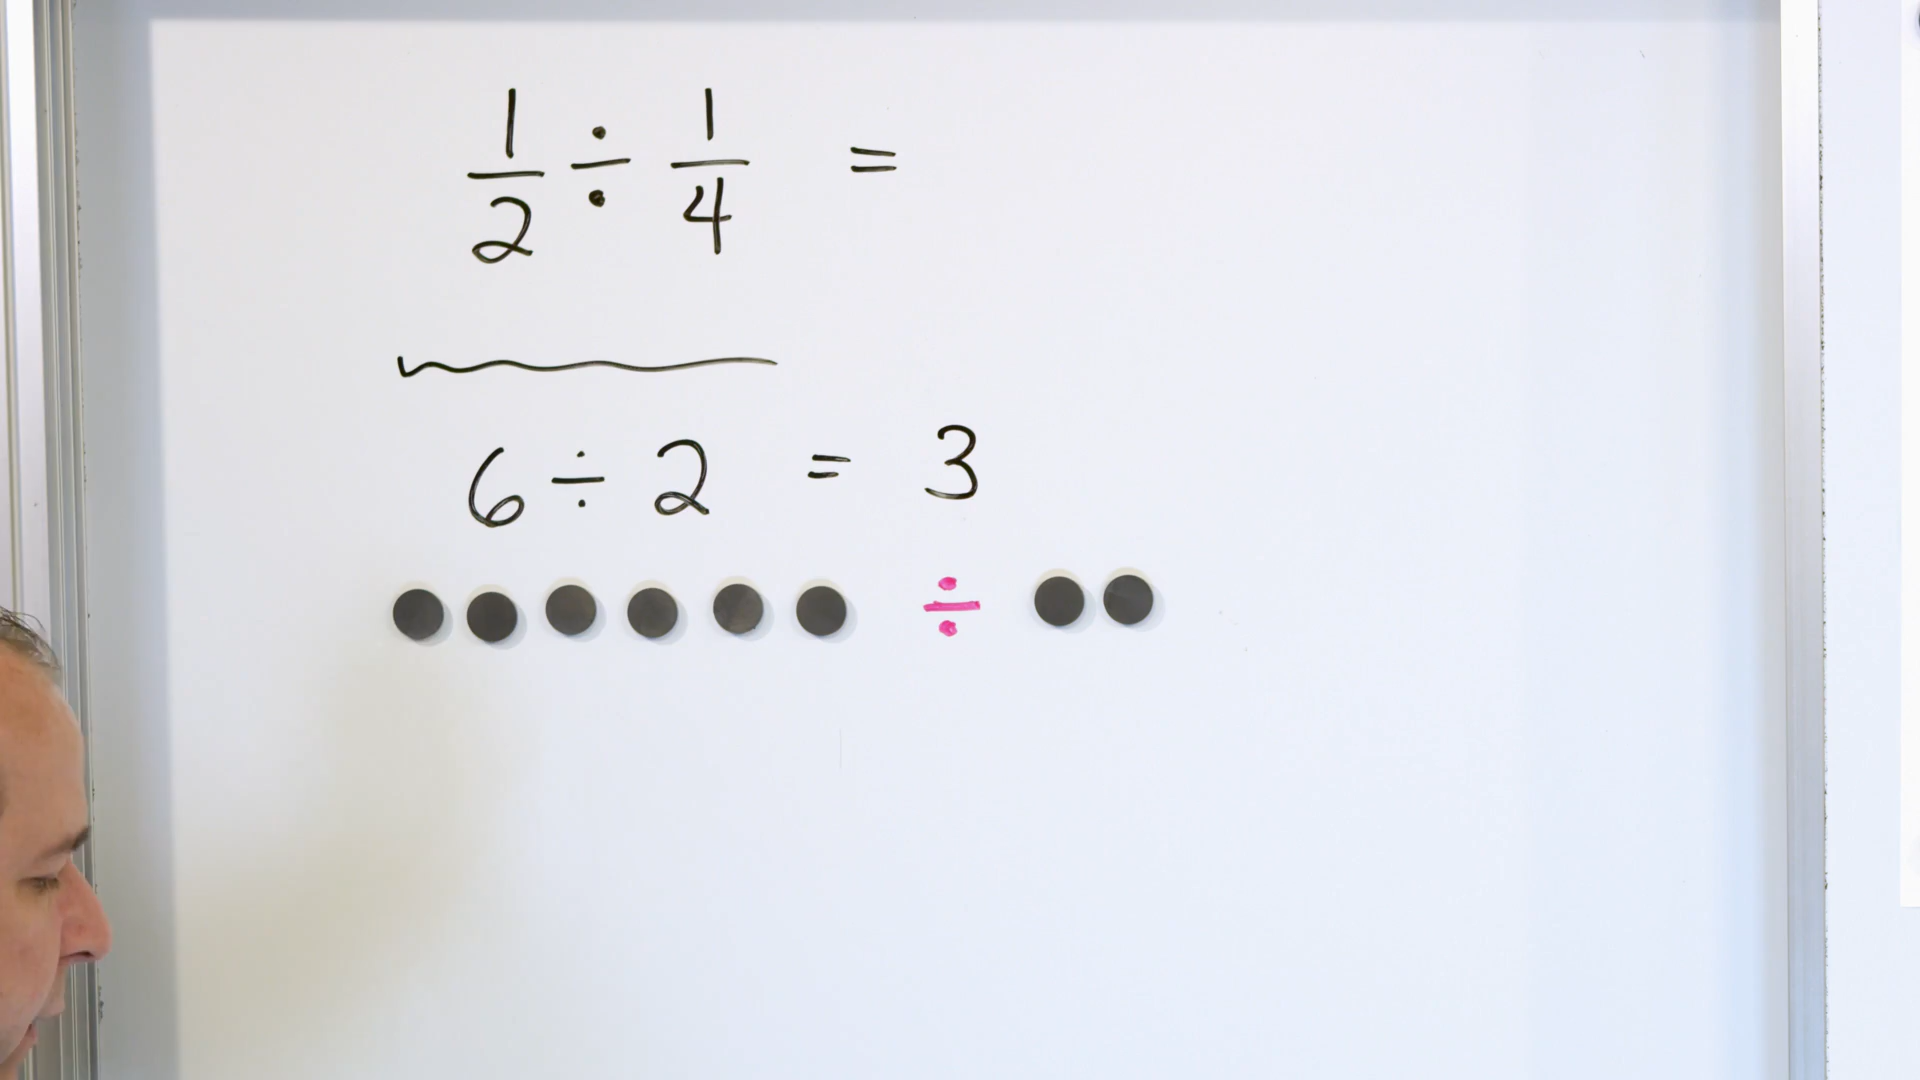 1/2 ÷ 1/4 =
6 ÷ 2 = 3
÷